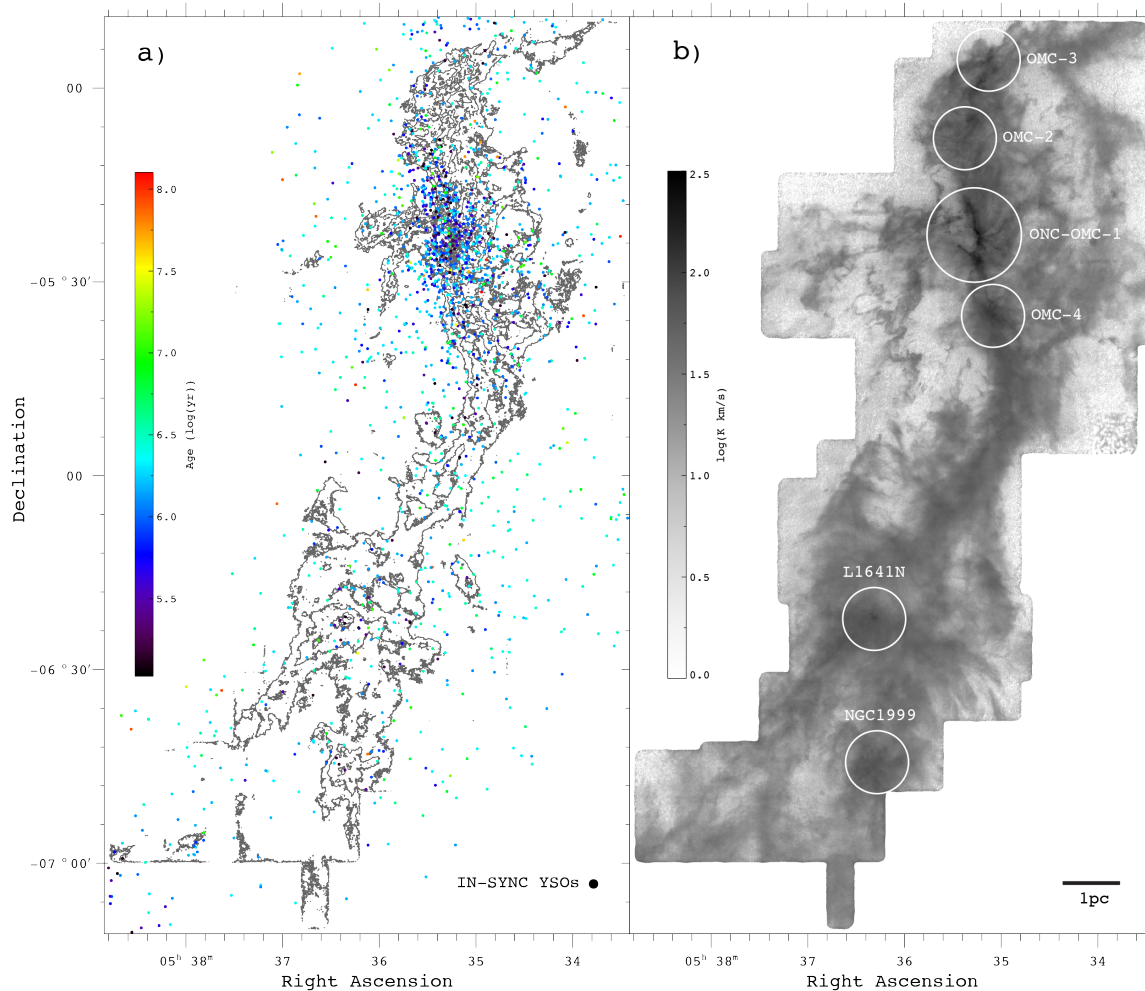 a)
b)
OMC-3
OMC-2
ONC-OMC-1
OMC-4
L1641N
NGC1999
1pc
IN-SYNC YSOs
Age (log(yr))
8.0
7.5
7.0
6.5
6.0
5.5
log(K km/s)
2.5
2.0
1.5
1.0
0.5
0.0
Declination
00
-05 °30′
00
-06 °30′
-07 °00′
05ʰ 38ᵐ
37
36
35
34
Right Ascension
05ʰ 38ᵐ
37
36
35
34
Right Ascension